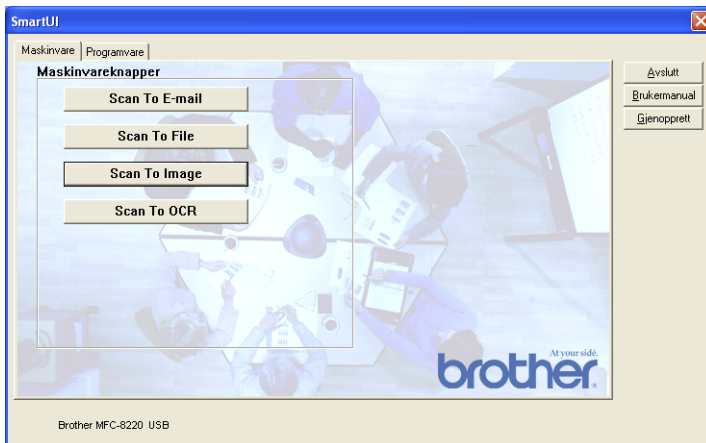 SmartUI
Maskinvare Programvare
Maskinvareknapper
Scan To E-mail
Scan To File
Scan To Image
Scan To OCR
Avslutt
Brukermanual
Gjenopprett
At your side.
brother
Brother MFC-8220 USB